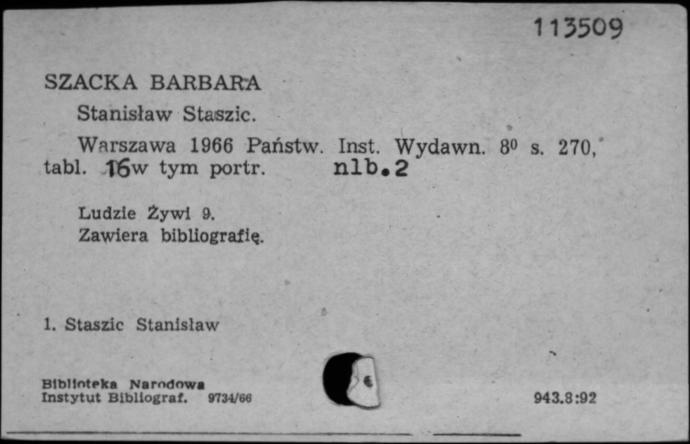 113509
SZACKA BARBARA
Stanisław Staszic.
Warszawa 1966 Państw. Inst. Wydawn. 8⁰ s. 270,
tabl. 16 w tym portr. nlb. 2
Ludzie Żywi 9.
Zawiera bibliografię.
1. Staszic Stanisław
Biblioteka Narodowa
Instytut Bibliograf. 9734/66
943.8:92